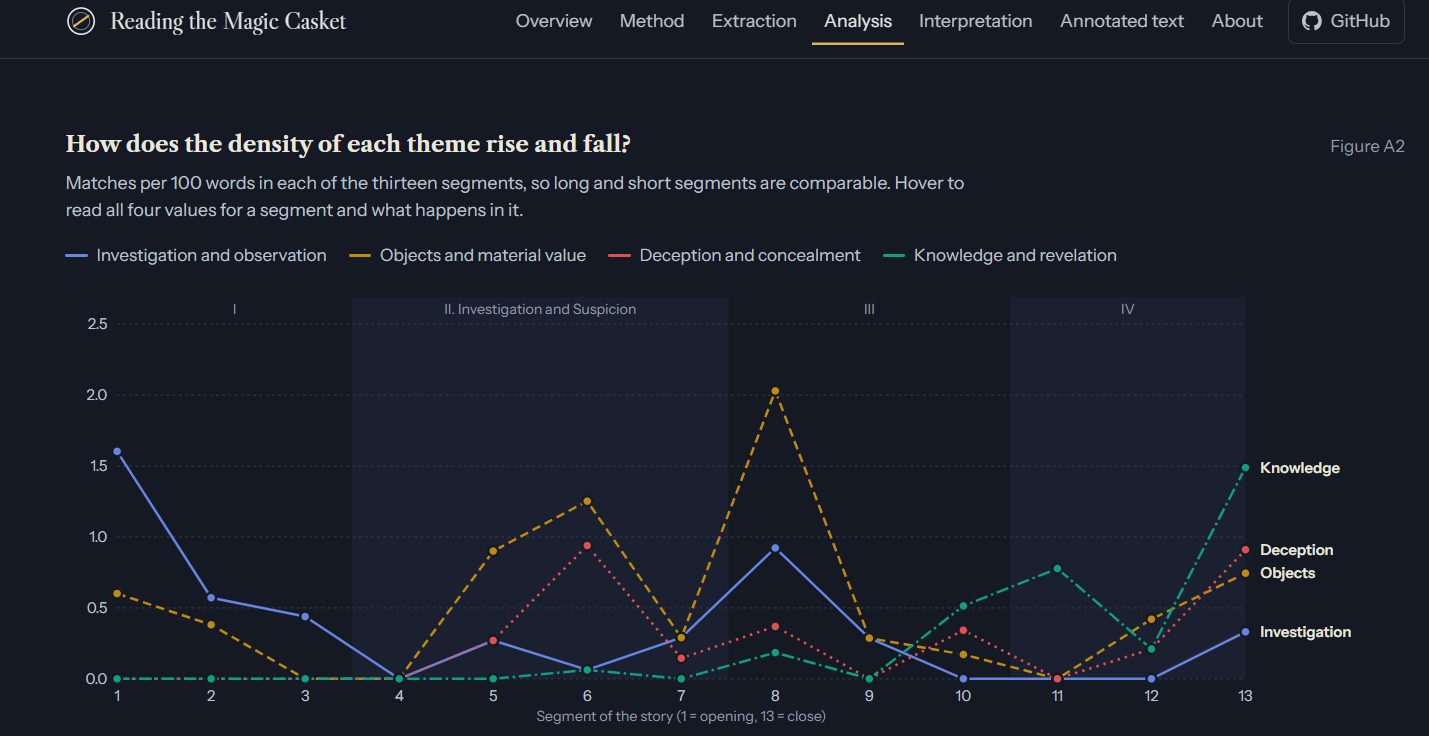 Reading the Magic Casket
Overview Method Extraction Analysis Interpretation Annotated text About GitHub
How does the density of each theme rise and fall?
Figure A2
Matches per 100 words in each of the thirteen segments, so long and short segments are comparable. Hover to
read all four values for a segment and what happens in it.
Investigation and observation Objects and material value Deception and concealment Knowledge and revelation
I II. Investigation and Suspicion III IV
2.5
2.0
1.5
1.0
0.5
0.0
Knowledge
Deception
Objects
Investigation
1 2 3 4 5 6 7 8 9 10 11 12 13
Segment of the story (1 = opening, 13 = close)